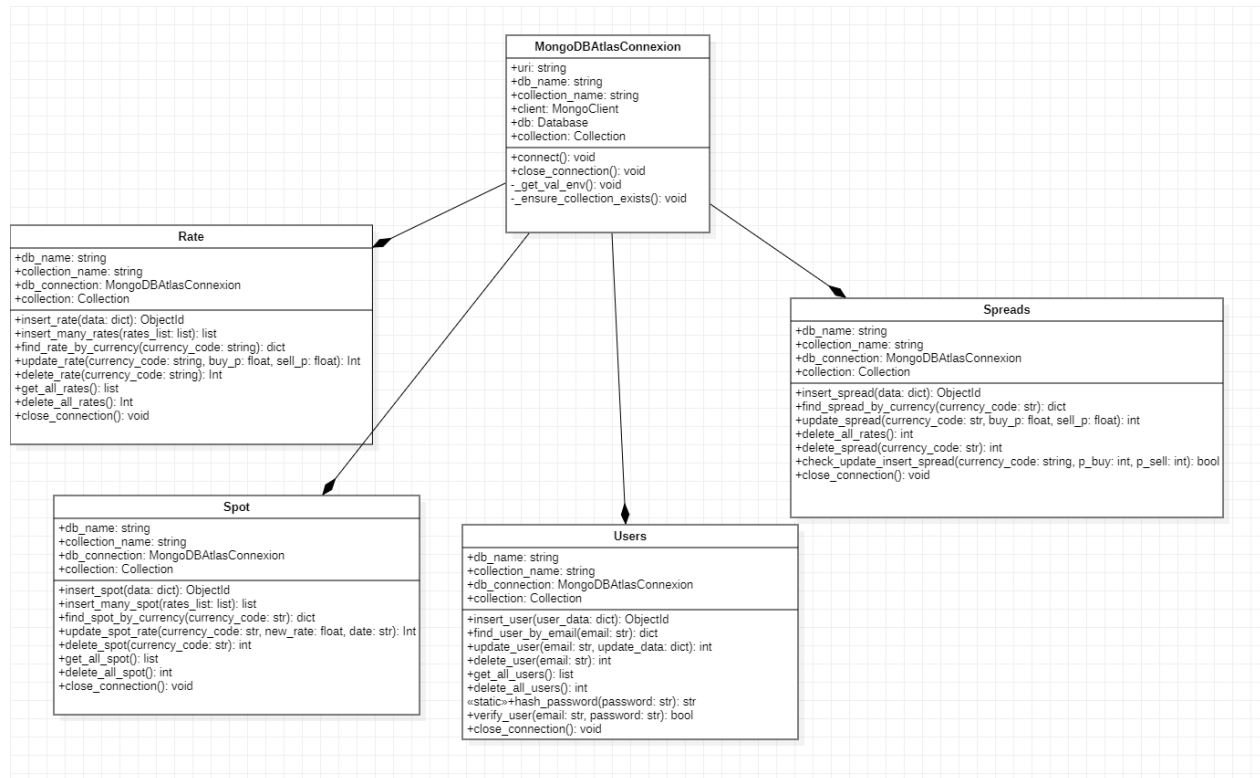 MongoDBAtlasConnexion
+uri: string
+db_name: string
+collection_name: string
+client: MongoClient
+db: Database
+collection: Collection
+connect(): void
+close_connection(): void
-_get_val_env(): void
-_ensure_collection_exists(): void
Rate
+db_name: string
+collection_name: string
+db_connection: MongoDBAtlasConnexion
+collection: Collection
+insert_rate(data: dict): ObjectId
+insert_many_rates(rates_list: list): list
+find_rate_by_currency(currency_code: string): dict
+update_rate(currency_code: string, buy_p: float, sell_p: float): Int
+delete_rate(currency_code: string): Int
+get_all_rates(): list
+delete_all_rates(): Int
+close_connection(): void
Spreads
+db_name: string
+collection_name: string
+db_connection: MongoDBAtlasConnexion
+collection: Collection
+insert_spread(data: dict): ObjectId
+find_spread_by_currency(currency_code: str): dict
+update_spread(currency_code: str, buy_p: float, sell_p: float): int
+delete_all_rates(): int
+delete_spread(currency_code: str): int
+check_update_insert_spread(currency_code: string, p_buy: int, p_sell: int): bool
+close_connection(): void
Spot
+db_name: string
+collection_name: string
+db_connection: MongoDBAtlasConnexion
+collection: Collection
+insert_spot(data: dict): ObjectId
+insert_many_spot(rates_list: list): list
+find_spot_by_currency(currency_code: str): dict
+update_spot_rate(currency_code: str, new_rate: float, date: str): Int
+delete_spot(currency_code: str): int
+get_all_spot(): list
+delete_all_spot(): int
+close_connection(): void
Users
+db_name: string
+collection_name: string
+db_connection: MongoDBAtlasConnexion
+collection: Collection
+insert_user(user_data: dict): ObjectId
+find_user_by_email(email: str): dict
+update_user(email: str, update_data: dict): int
+delete_user(email: str): int
+get_all_users(): list
+delete_all_users(): int
«static»+hash_password(password: str): str
+verify_user(email: str, password: str): bool
+close_connection(): void